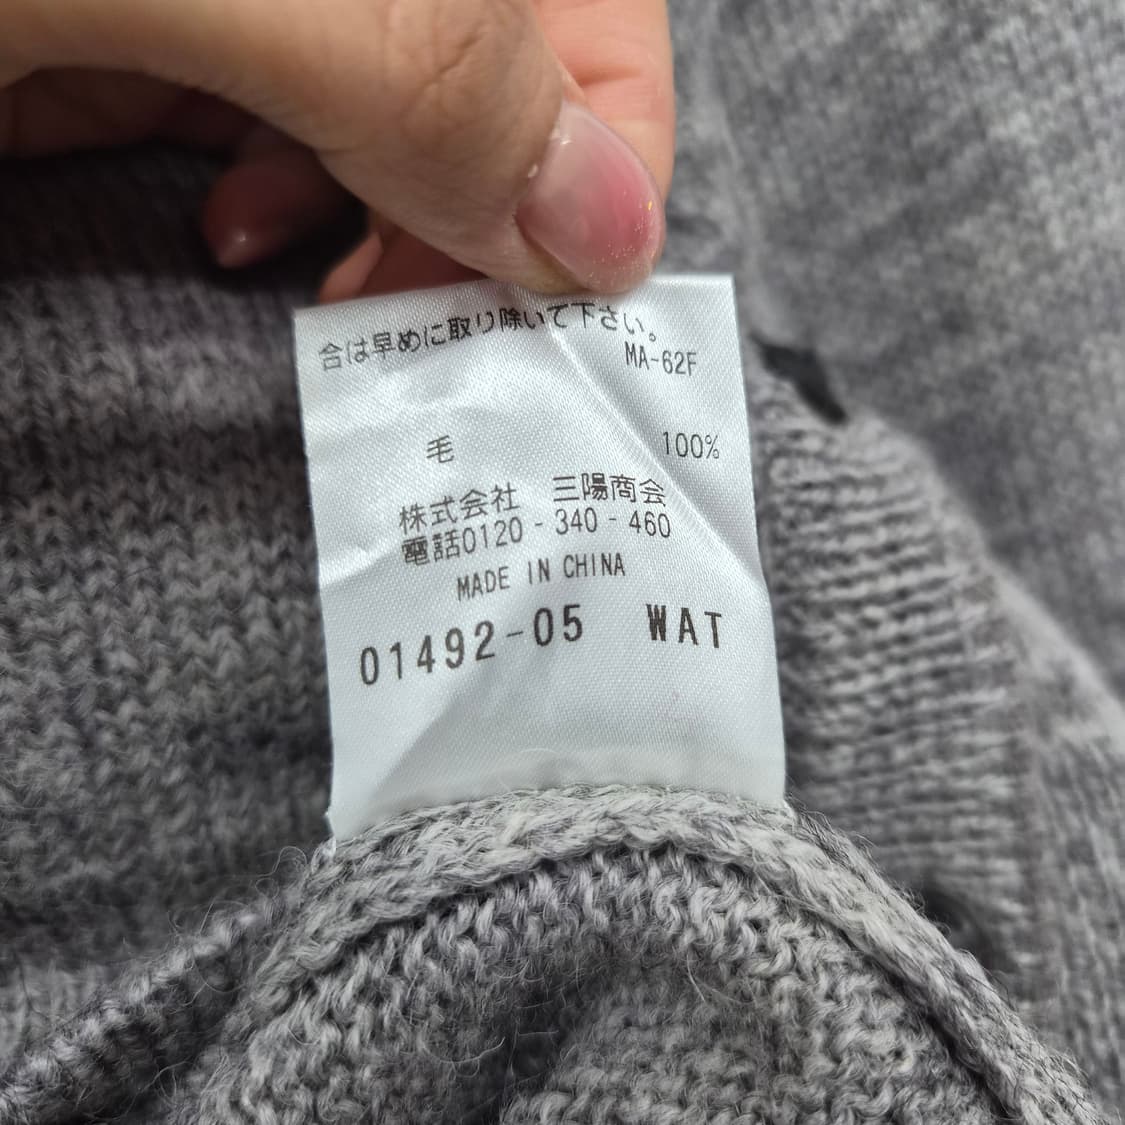 合は早めに取り除いて下さい。
MA-62F
毛 100%
株式会社 三陽商会
電話0120-340-460
MADE IN CHINA
01492-05 WAT